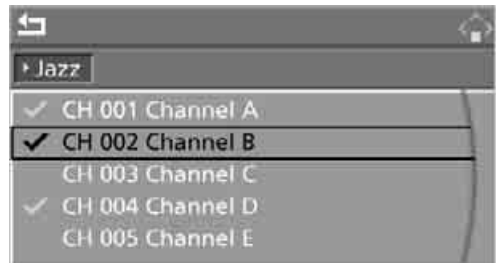 Jazz
CH 001 Channel A
CH 002 Channel B
CH 003 Channel C
CH 004 Channel D
CH 005 Channel E